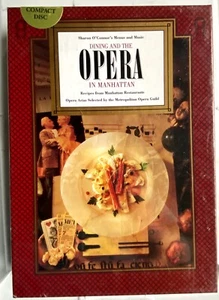 COMPACT
DISC
Sharon O'Connor's Menus and Music
DINING AND THE
OPERA
IN MANHATTAN
Recipes from Manhattan Restaurants
Opera Arias Selected by the Metropolitan Opera Guild